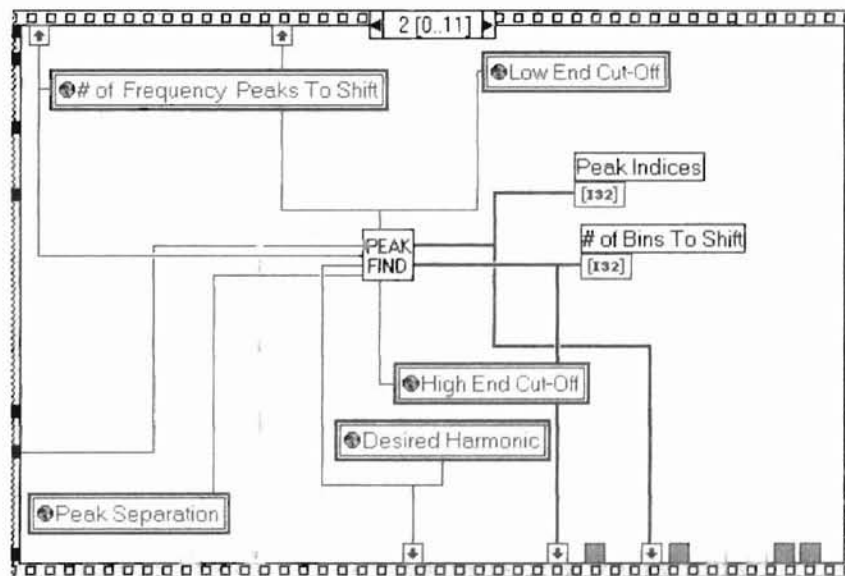 2 [0..11]
# of Frequency Peaks To Shift
Low End Cut-Off
Peak Indices
[I32]
# of Bins To Shift
[I32]
PEAK
FIND
High End Cut-Off
Desired Harmonic
Peak Separation